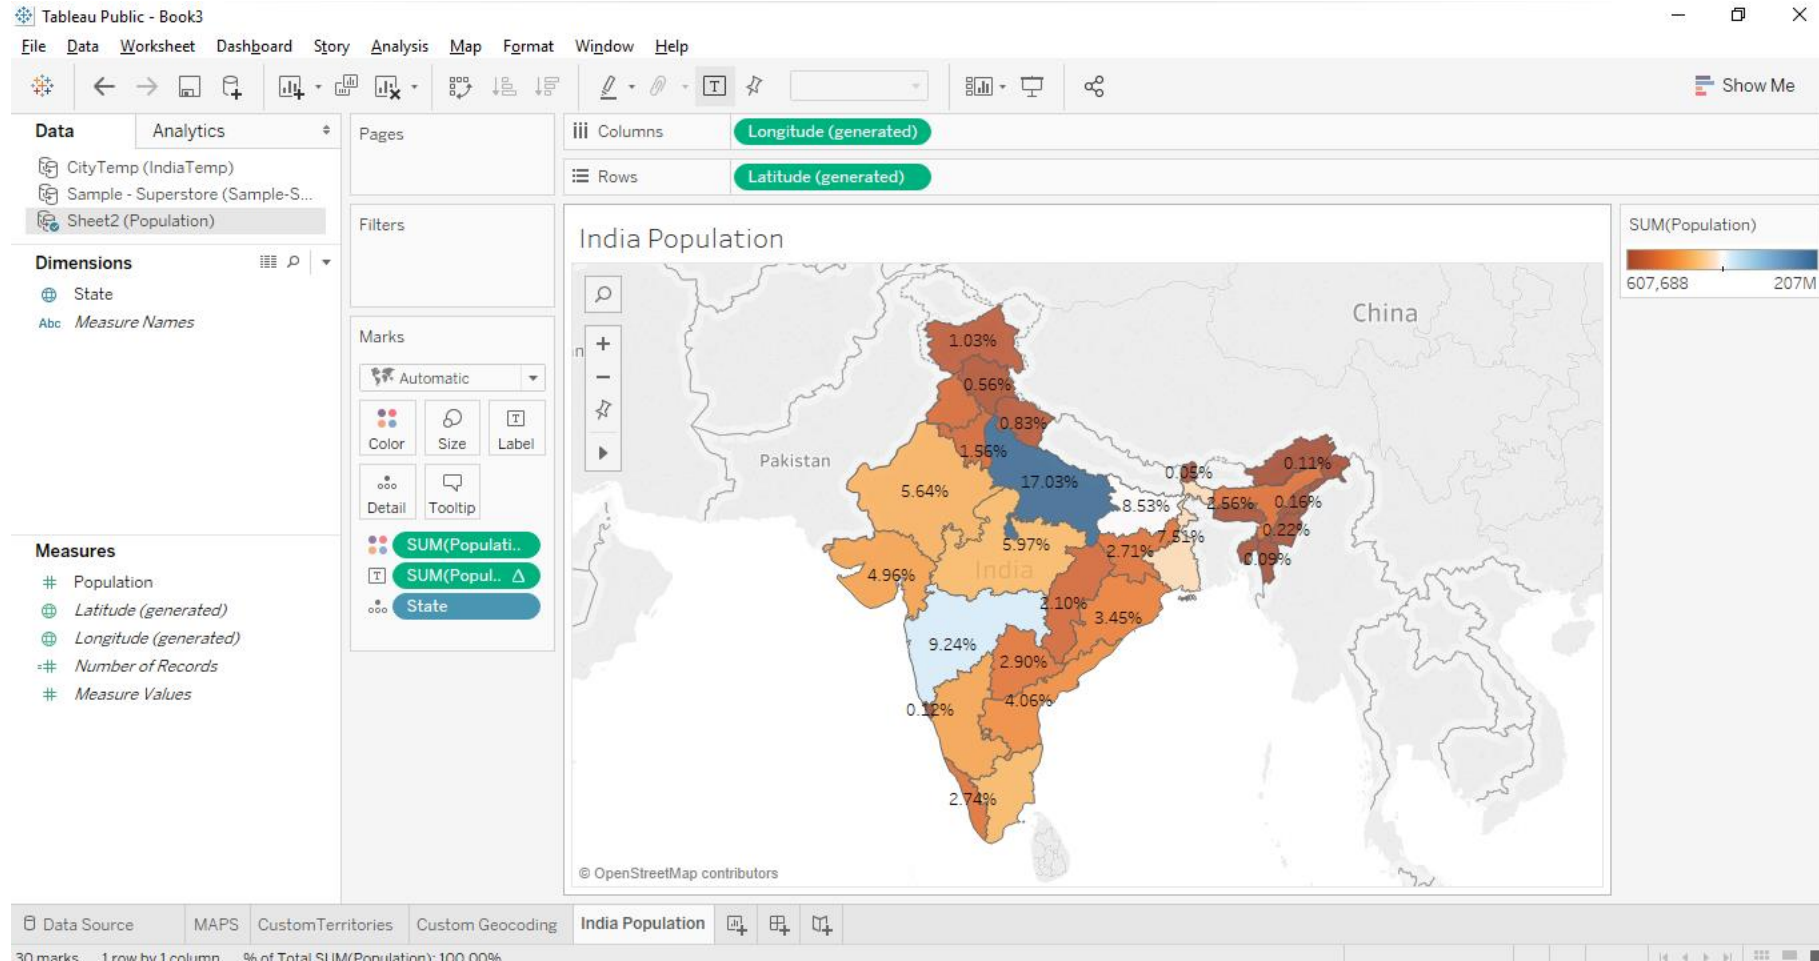 Tableau Public - Book3
File Data Worksheet Dashboard Story Analysis Map Format Window Help
T
Show Me
Data Analytics
CityTemp (IndiaTemp)
Sample - Superstore (Sample-S...
Sheet2 (Population)
Dimensions
State
Abc Measure Names
Measures
# Population
Latitude (generated)
Longitude (generated)
=# Number of Records
# Measure Values
Pages
Filters
Marks
Automatic
Color Size T Label
Detail Tooltip
SUM(Populati..
T SUM(Popul.. Δ
State
iii Columns Longitude (generated)
Rows Latitude (generated)
India Population
China
Pakistan
India
1.03%
0.56%
0.83%
1.56%
5.64%
17.03%
0.05%
0.11%
8.53%
2.56%
0.16%
0.22%
7.51%
0.09%
5.97%
2.71%
4.96%
2.10%
3.45%
9.24%
2.90%
4.06%
0.12%
2.74%
© OpenStreetMap contributors
SUM(Population)
607,688 207M
Data Source MAPS CustomTerritories Custom Geocoding India Population
30 marks 1 row by 1 column % of Total SUM(Population): 100.00%